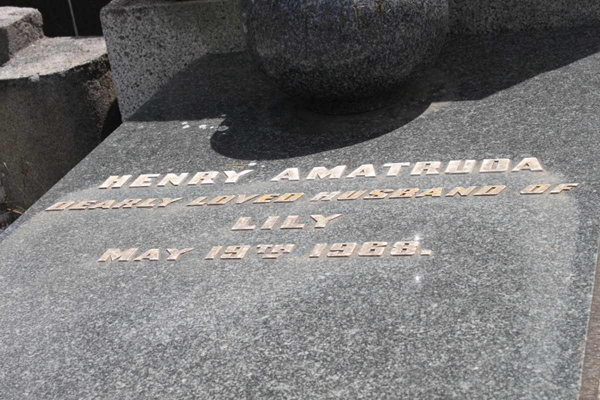 HENRY AMATRUDA
DEARLY LOVED HUSBAND OF
LILY
MAY 19TH 1968.